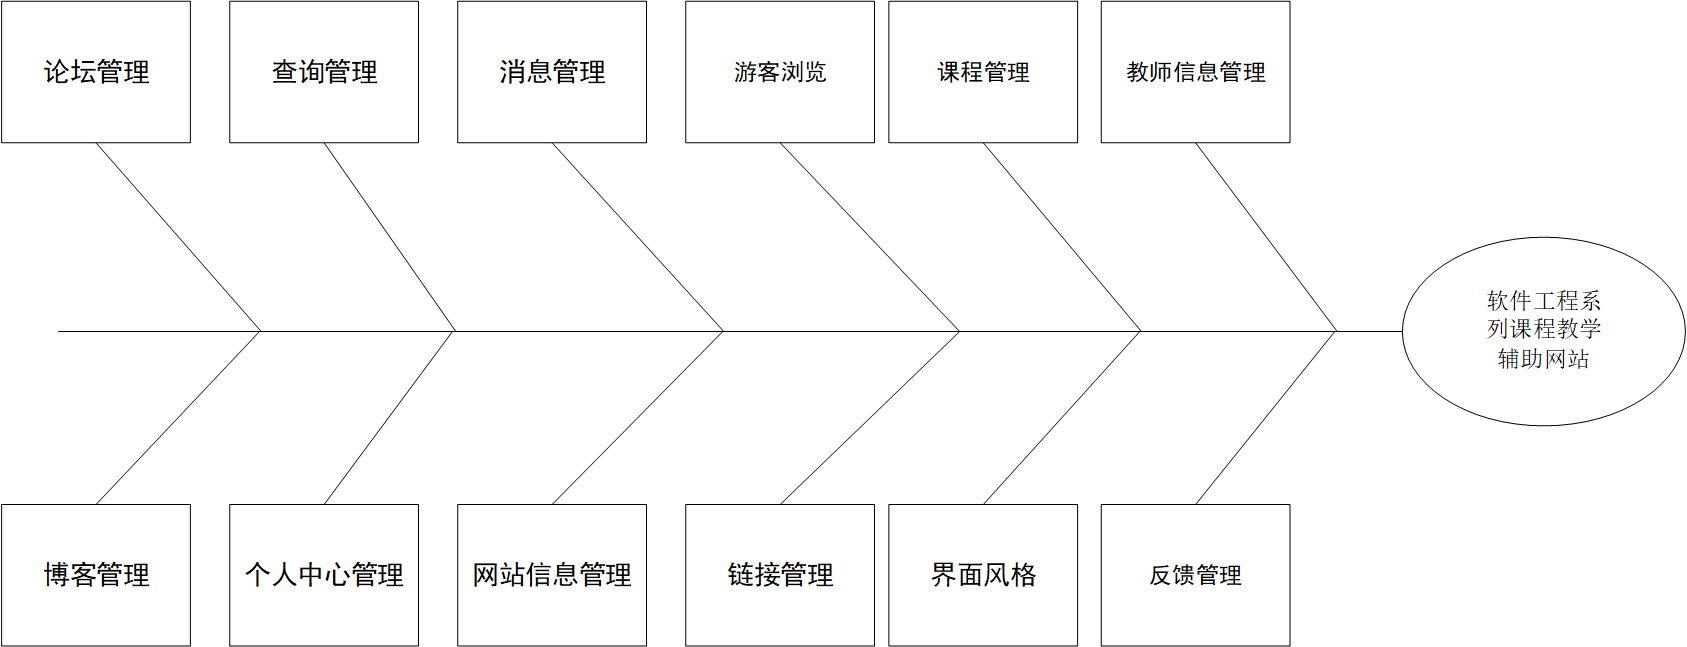 论坛管理
查询管理
消息管理
游客浏览
课程管理
教师信息管理
软件工程系
列课程教学
辅助网站
博客管理
个人中心管理
网站信息管理
链接管理
界面风格
反馈管理